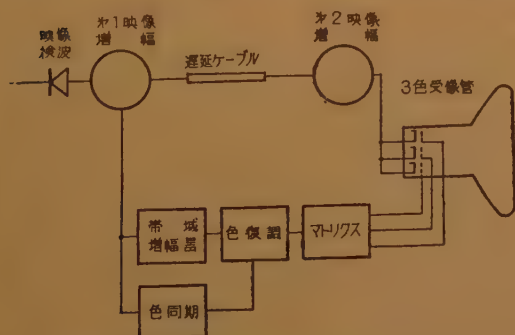 映像
検波
㐧1映像
増幅
遅延ケーブル
㐧2映像
増幅
3色受像管
帯域
増幅器
色復調
マトリクス
色同期